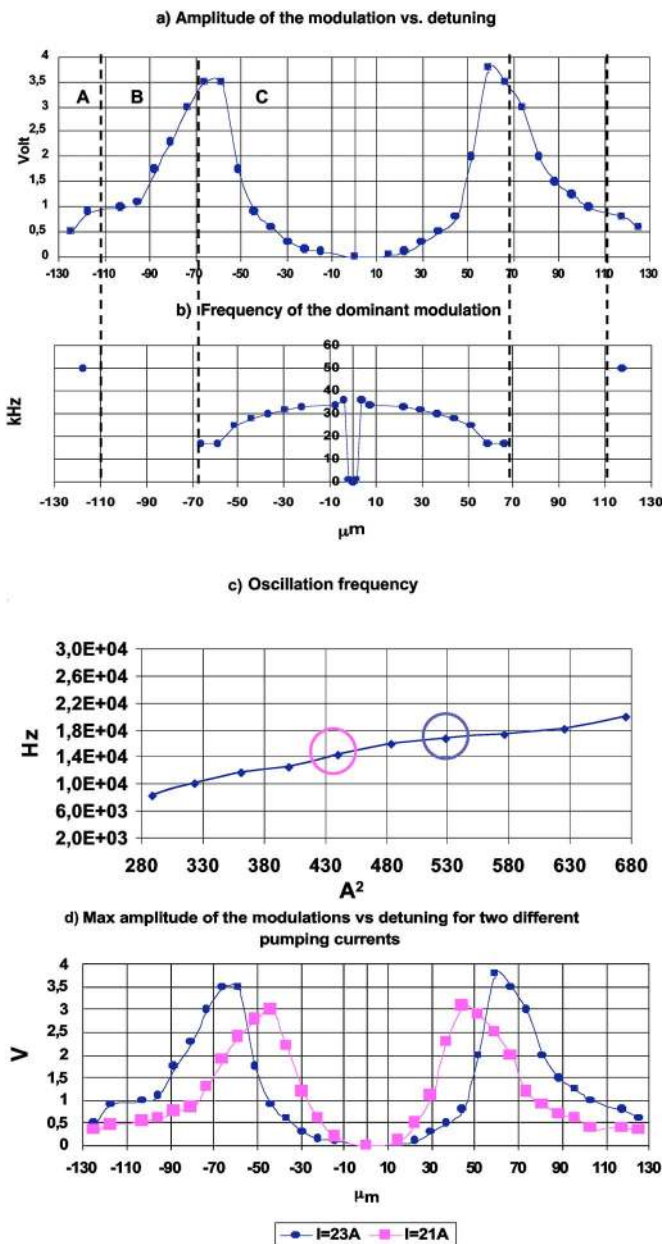 a) Amplitude of the modulation vs. detuning
4
3,5
3
2,5
2
1,5
1
0,5
0
Volt
A B C
-130 -110 -90 -70 -50 -30 -10 10 30 50 70 90 110 130
b) Frequency of the dominant modulation
60
50
40
30
20
10
0
kHz
-130 -110 -90 -70 -50 -30 -10 10 30 50 70 90 110 130
μm
c) Oscillation frequency
3,0E+04
2,6E+04
2,2E+04
1,8E+04
1,4E+04
1,0E+04
6,0E+03
2,0E+03
Hz
280 330 380 430 480 530 580 630 680
A²
d) Max amplitude of the modulations vs detuning for two different
pumping currents
4
3,5
3
2,5
2
1,5
1
0,5
0
V
-130 -110 -90 -70 -50 -30 -10 10 30 50 70 90 110 130
μm
I=23A I=21A